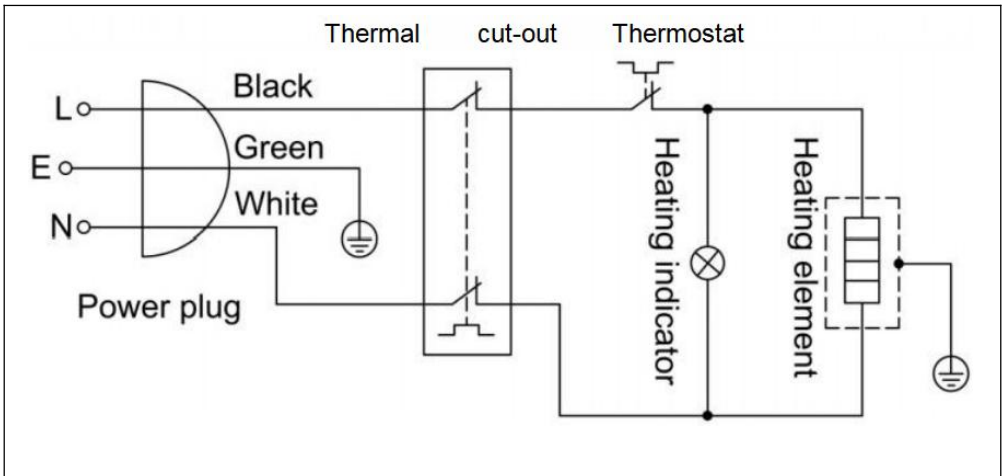 Thermal cut-out Thermostat
Black
L
Green
E
White
N
Power plug
Heating indicator
Heating element